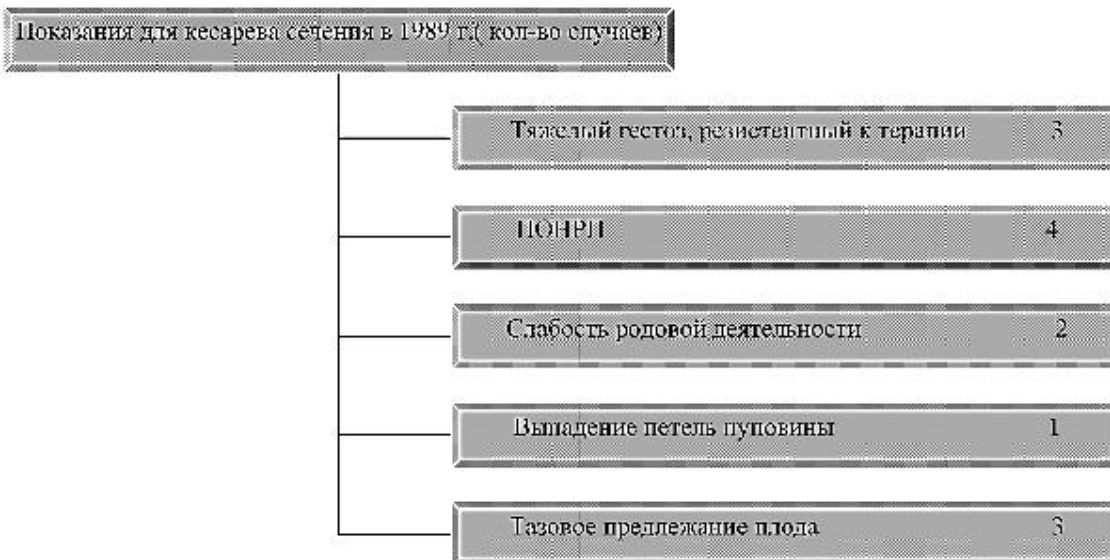 Показания для кесарева сечения в 1989 г.( кол-во случаев)
Тяжелый гестоз, резистентный к терапии 3
ПОНРП 4
Слабость родовой деятельности 2
Выпадение петель пуповины 1
Тазовое предлежание плода 3